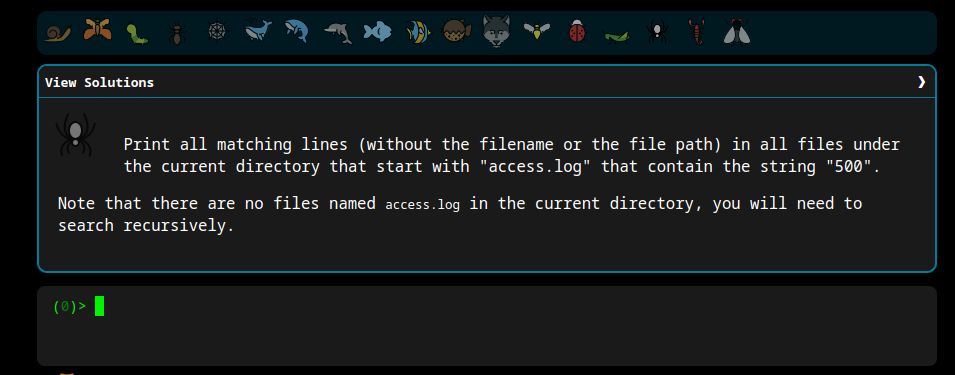 View Solutions ❯
Print all matching lines (without the filename or the file path) in all files under
the current directory that start with "access.log" that contain the string "500".
Note that there are no files named access.log in the current directory, you will need to
search recursively.
(0)>